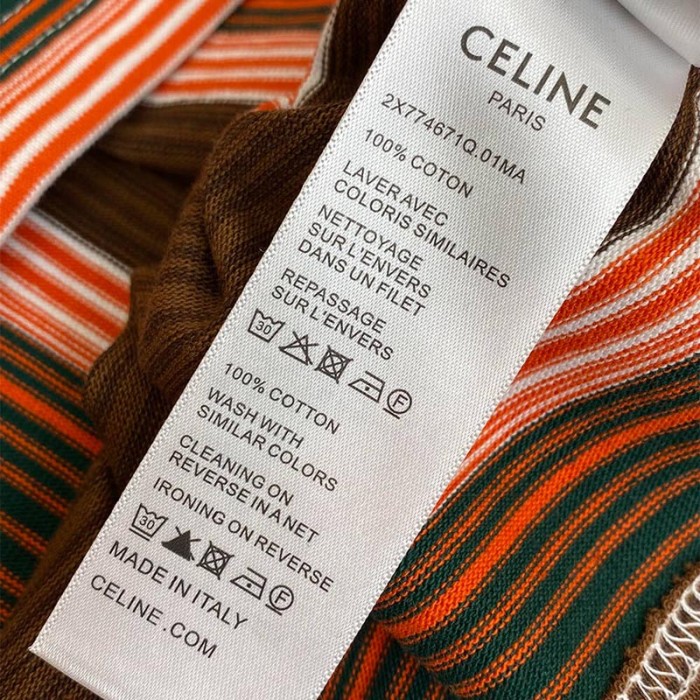 CELINE
PARIS
2X774671Q.01MA
100% COTON
LAVER AVEC
COLORIS SIMILAIRES
NETTOYAGE
SUR L'ENVERS
DANS UN FILET
REPASSAGE
SUR L'ENVERS
30
F
100% COTTON
WASH WITH
SIMILAR COLORS
CLEANING ON
REVERSE IN A NET
IRONING ON REVERSE
30
F
MADE IN ITALY
CELINE .COM